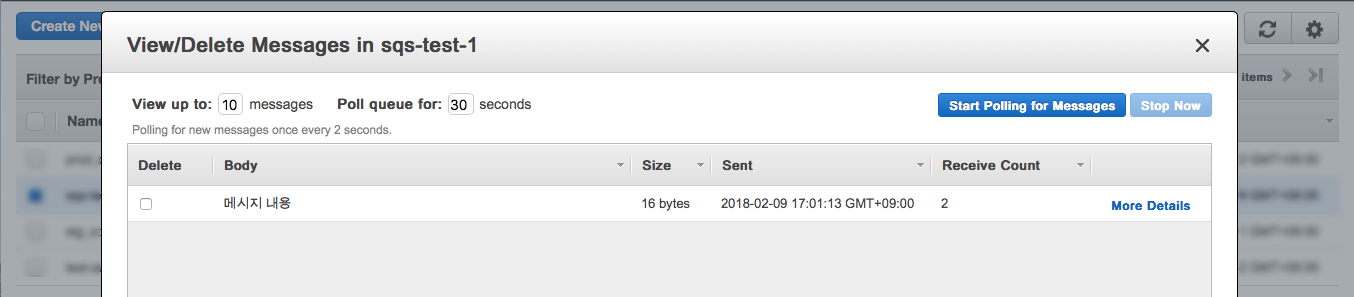 Create New
View/Delete Messages in sqs-test-1
Filter by Pre
items
View up to: 10 messages Poll queue for: 30 seconds
Start Polling for Messages Stop Now
Polling for new messages once every 2 seconds.
Name
Delete Body Size Sent Receive Count
메시지 내용 16 bytes 2018-02-09 17:01:13 GMT+09:00 2 More Details